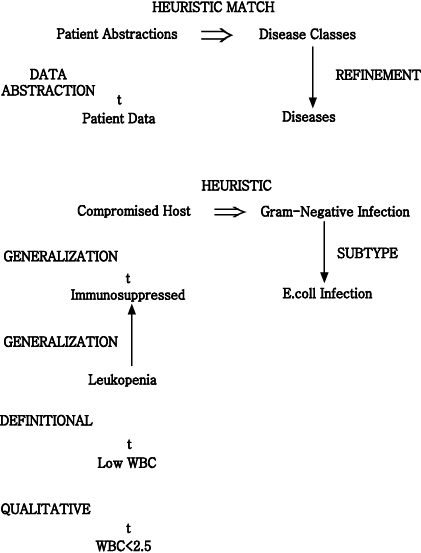 HEURISTIC MATCH
Patient Abstractions Disease Classes
DATA
ABSTRACTION
REFINEMENT
t
Patient Data
Diseases
HEURISTIC
Compromised Host Gram-Negative Infection
GENERALIZATION
SUBTYPE
t
Immunosuppressed
E.coli Infection
GENERALIZATION
Leukopenia
DEFINITIONAL
t
Low WBC
QUALITATIVE
t
WBC<2.5